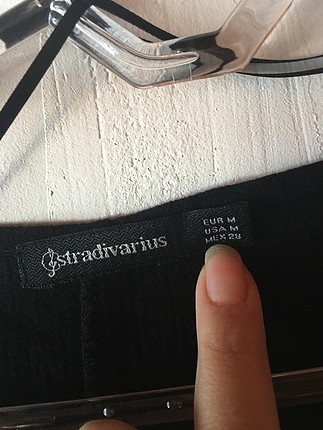 stradivarius
EUR M
USA M
MEX 28